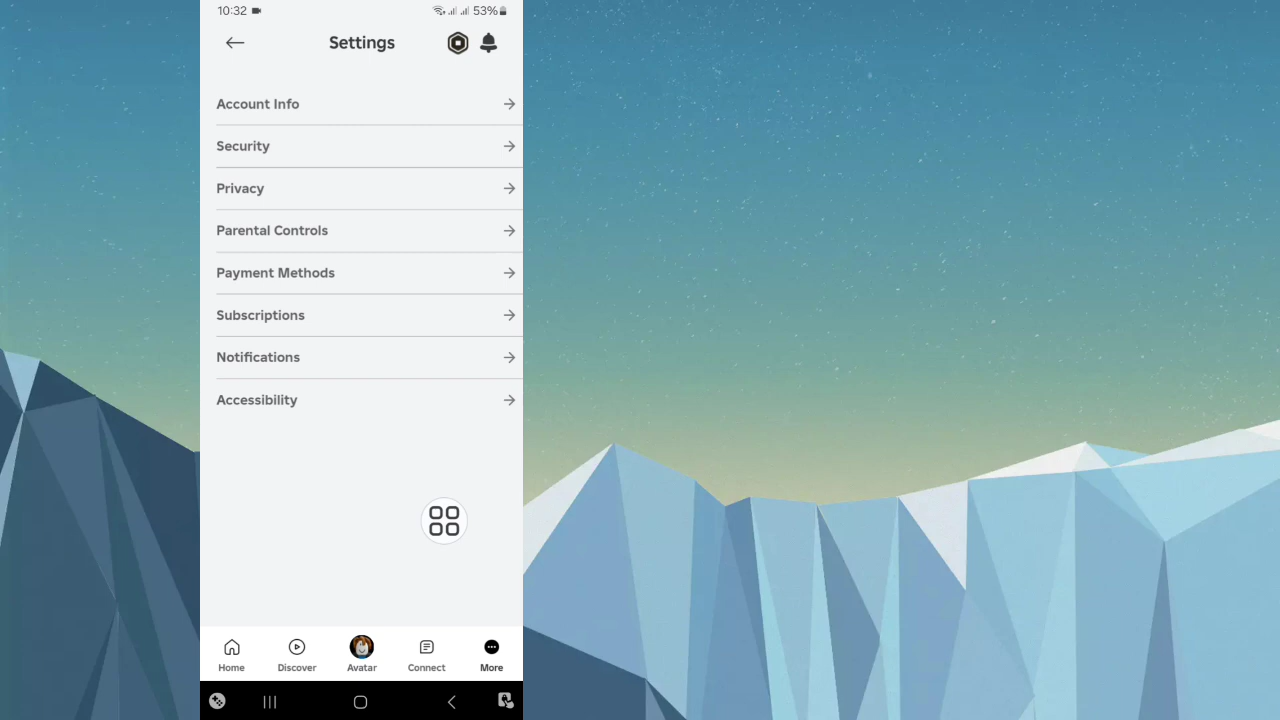 10:32 53%
Settings
Account Info
Security
Privacy
Parental Controls
Payment Methods
Subscriptions
Notifications
Accessibility
Home Discover Avatar Connect More